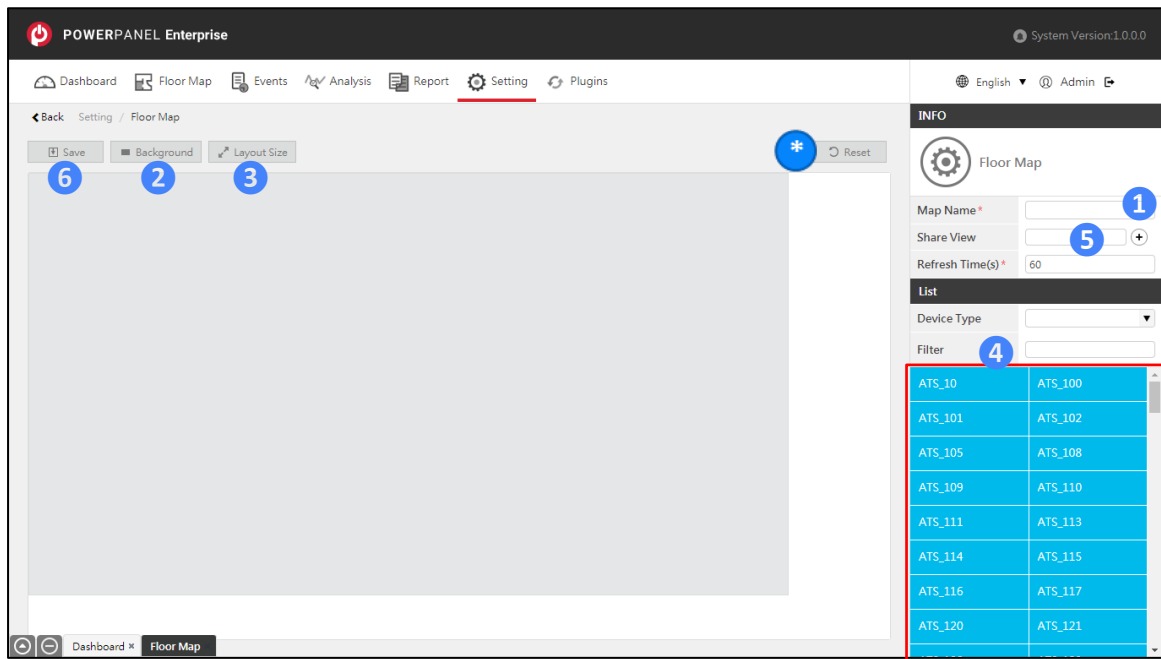 POWERPANEL Enterprise
System Version:1.0.0.0
Dashboard Floor Map Events Analysis Report Setting Plugins
English ▼ Admin
Back Setting / Floor Map
Save Background Layout Size * Reset
6 2 3
INFO
Floor Map
Map Name* 1
Share View 5 +
Refresh Time(s)* 60
List
Device Type ▼
Filter 4
ATS_10 ATS_100
ATS_101 ATS_102
ATS_105 ATS_108
ATS_109 ATS_110
ATS_111 ATS_113
ATS_114 ATS_115
ATS_116 ATS_117
ATS_120 ATS_121
Dashboard × Floor Map